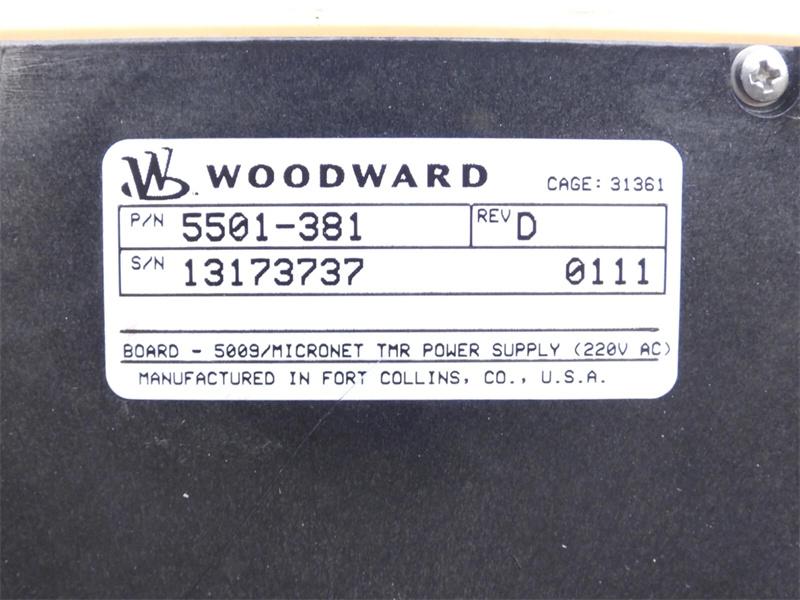 W. WOODWARD CAGE: 31361
P/N 5501-381 REV D
S/N 13173737 0111
BOARD - 5009/MICRONET TMR POWER SUPPLY (220V AC)
MANUFACTURED IN FORT COLLINS, CO., U.S.A.